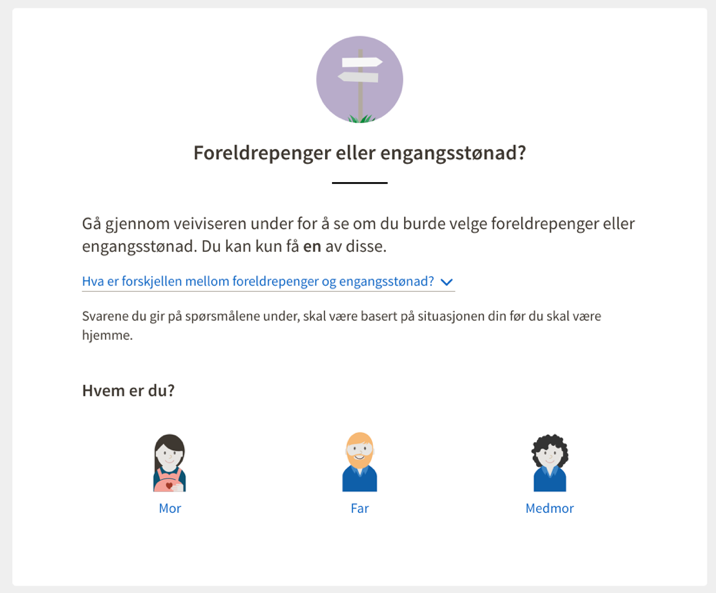 Foreldrepenger eller engangsstønad?
Gå gjennom veiviseren under for å se om du burde velge foreldrepenger eller
engangsstønad. Du kan kun få en av disse.
Hva er forskjellen mellom foreldrepenger og engangsstønad?
Svarene du gir på spørsmålene under, skal være basert på situasjonen din før du skal være
hjemme.
Hvem er du?
Mor
Far
Medmor